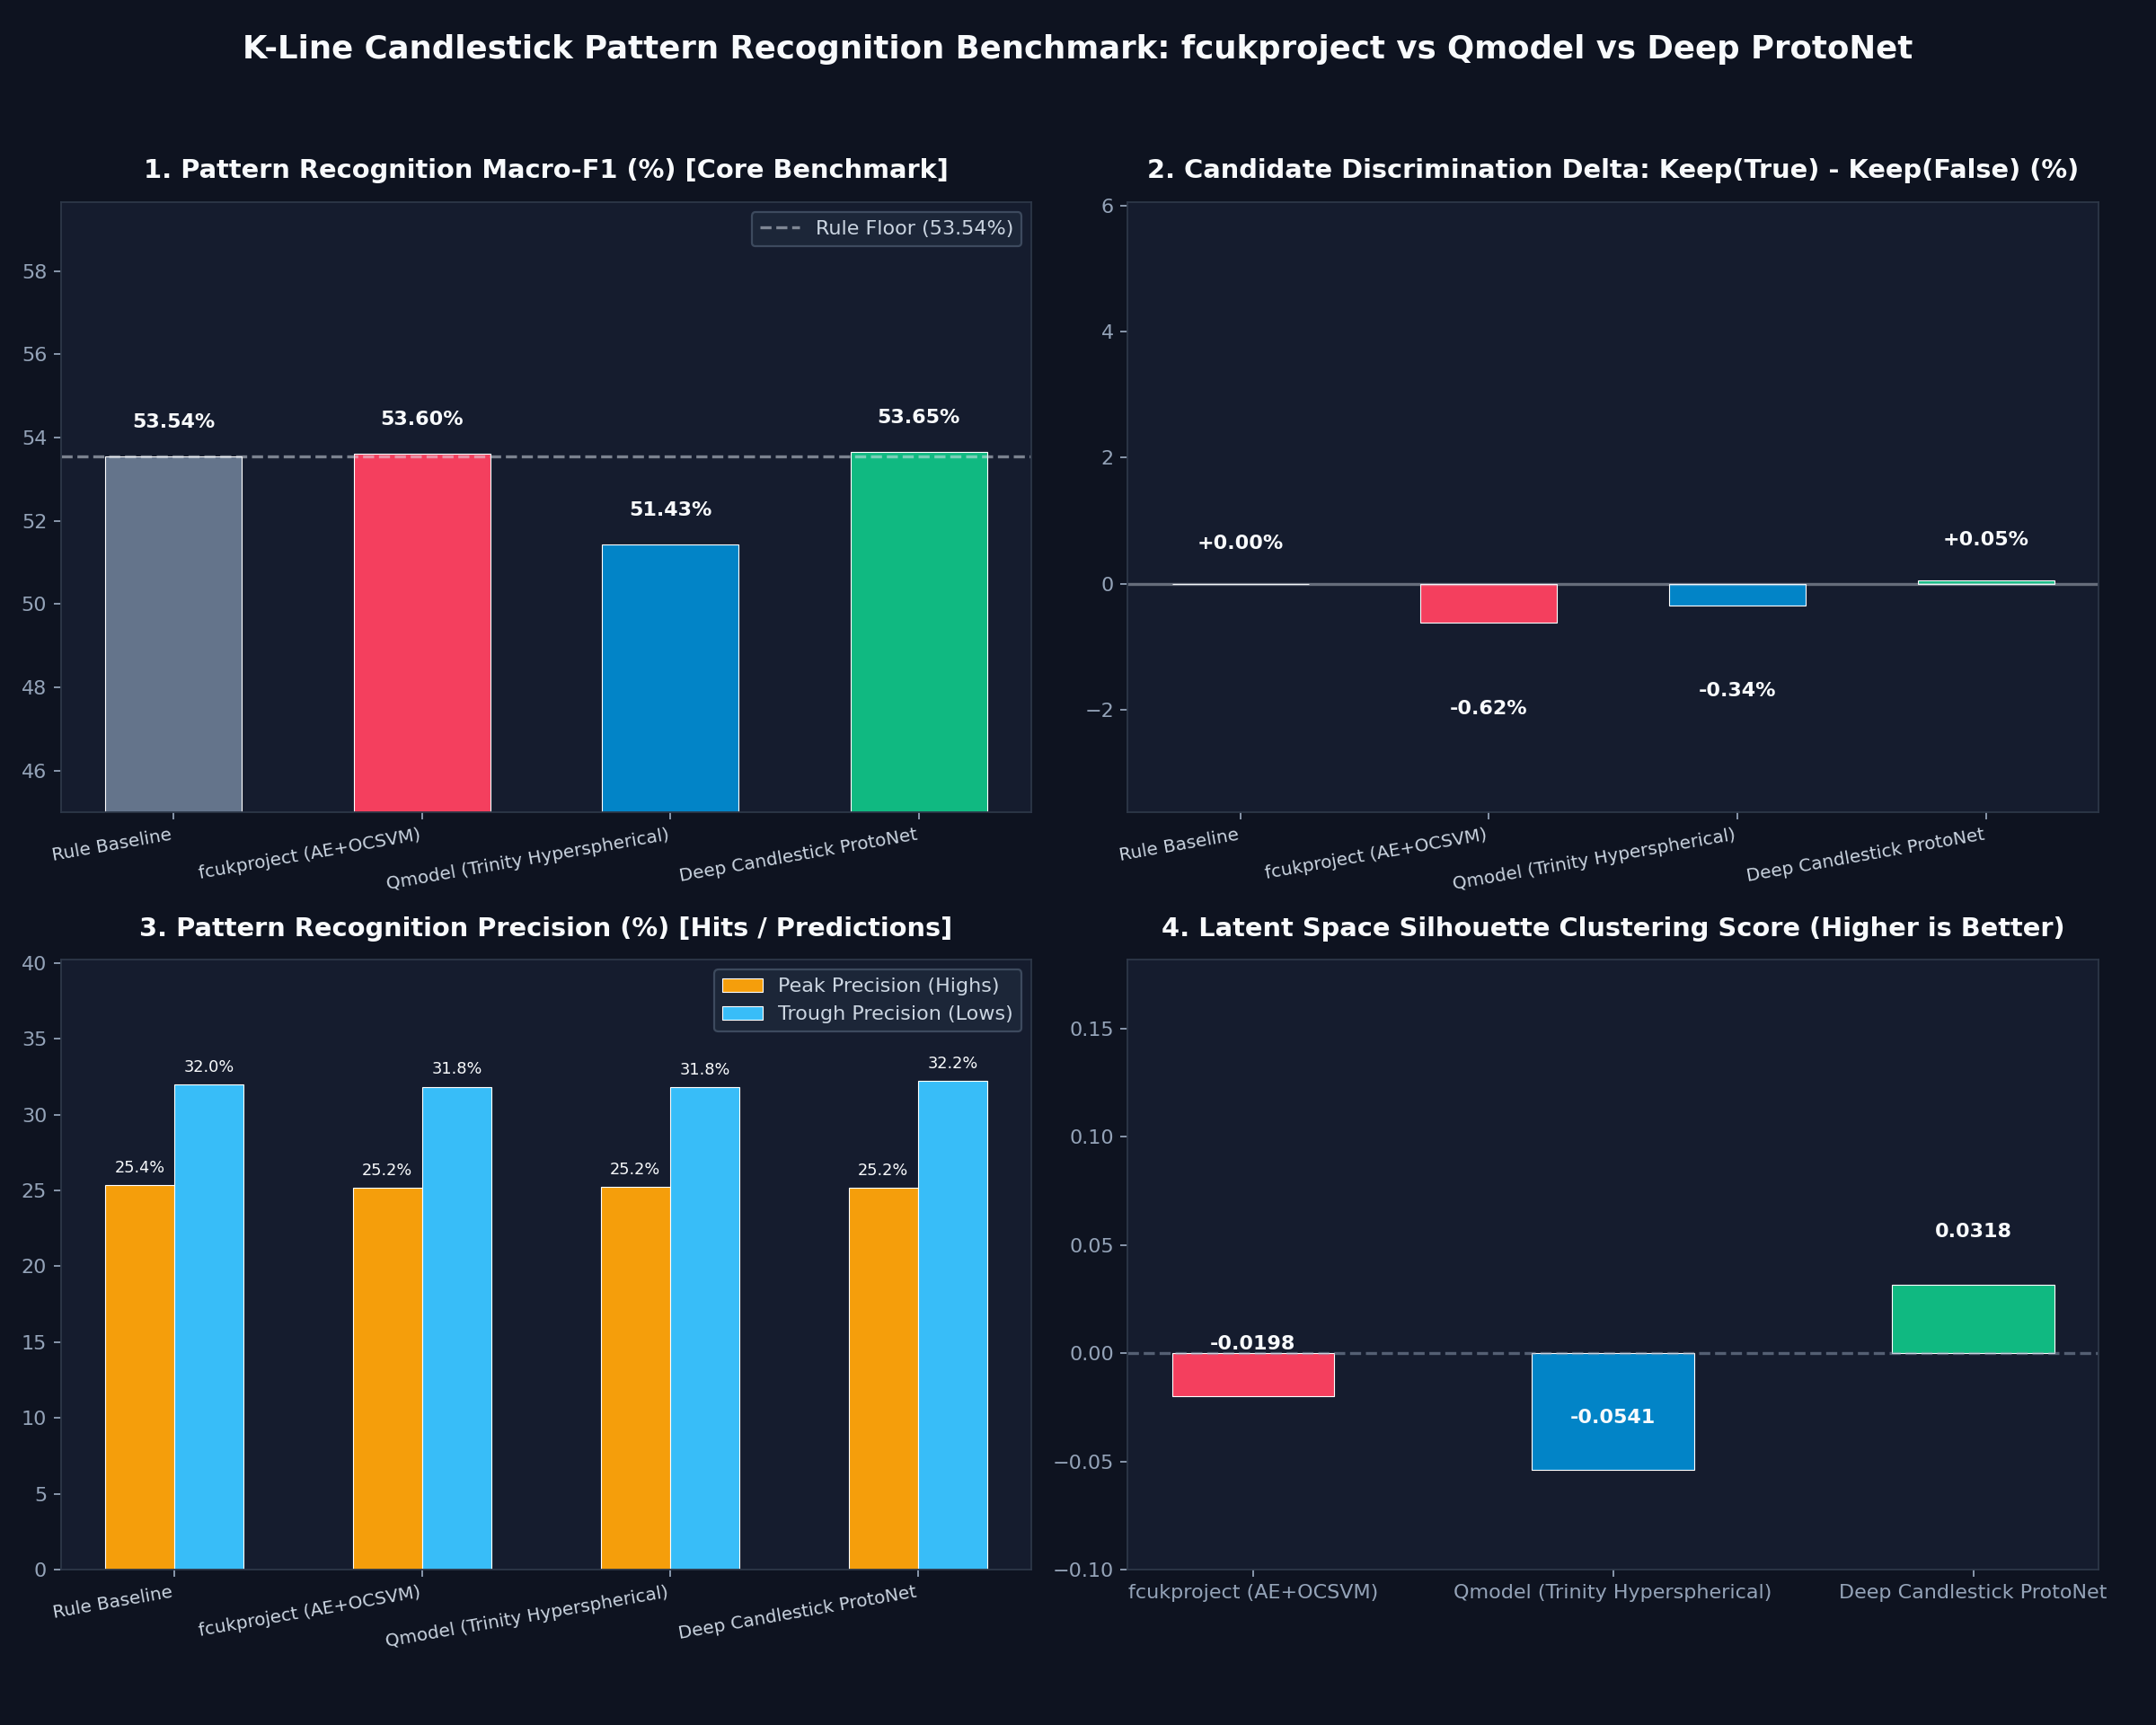 K-Line Candlestick Pattern Recognition Benchmark: fcukproject vs Qmodel vs Deep ProtoNet
1. Pattern Recognition Macro-F1 (%) [Core Benchmark]
Rule Floor (53.54%)
58
56
54
52
50
48
46
53.54%
53.60%
51.43%
53.65%
Rule Baseline
fcukproject (AE+OCSVM)
Qmodel (Trinity Hyperspherical)
Deep Candlestick ProtoNet
2. Candidate Discrimination Delta: Keep(True) - Keep(False) (%)
6
4
2
0
−2
+0.00%
-0.62%
-0.34%
+0.05%
Rule Baseline
fcukproject (AE+OCSVM)
Qmodel (Trinity Hyperspherical)
Deep Candlestick ProtoNet
3. Pattern Recognition Precision (%) [Hits / Predictions]
Peak Precision (Highs)
Trough Precision (Lows)
40
35
30
25
20
15
10
5
0
25.4%
32.0%
25.2%
31.8%
25.2%
31.8%
25.2%
32.2%
Rule Baseline
fcukproject (AE+OCSVM)
Qmodel (Trinity Hyperspherical)
Deep Candlestick ProtoNet
4. Latent Space Silhouette Clustering Score (Higher is Better)
0.15
0.10
0.05
0.00
−0.05
−0.10
-0.0198
-0.0541
0.0318
fcukproject (AE+OCSVM)
Qmodel (Trinity Hyperspherical)
Deep Candlestick ProtoNet